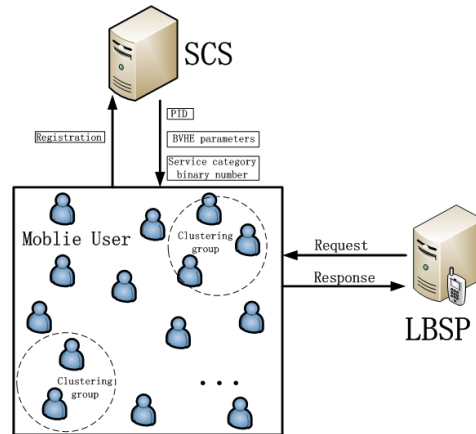 SCS
PID
Registration
BVHE parameters
Service category
binary number
Moblie User
Clustering
group
Request
Response
LBSP
Clustering
group
. . .